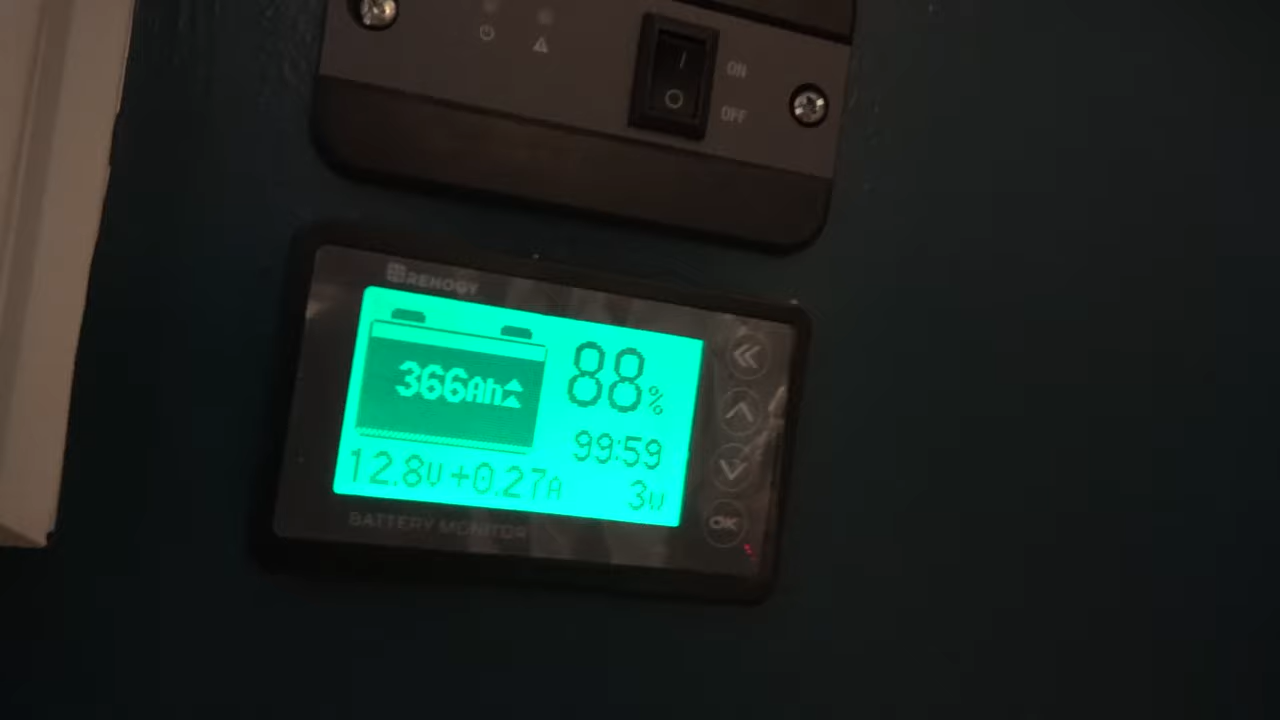 ON
OFF
RENOGY
366Ah
88%
99:59
12.8V +0.27A 3W
BATTERY MONITOR
OK